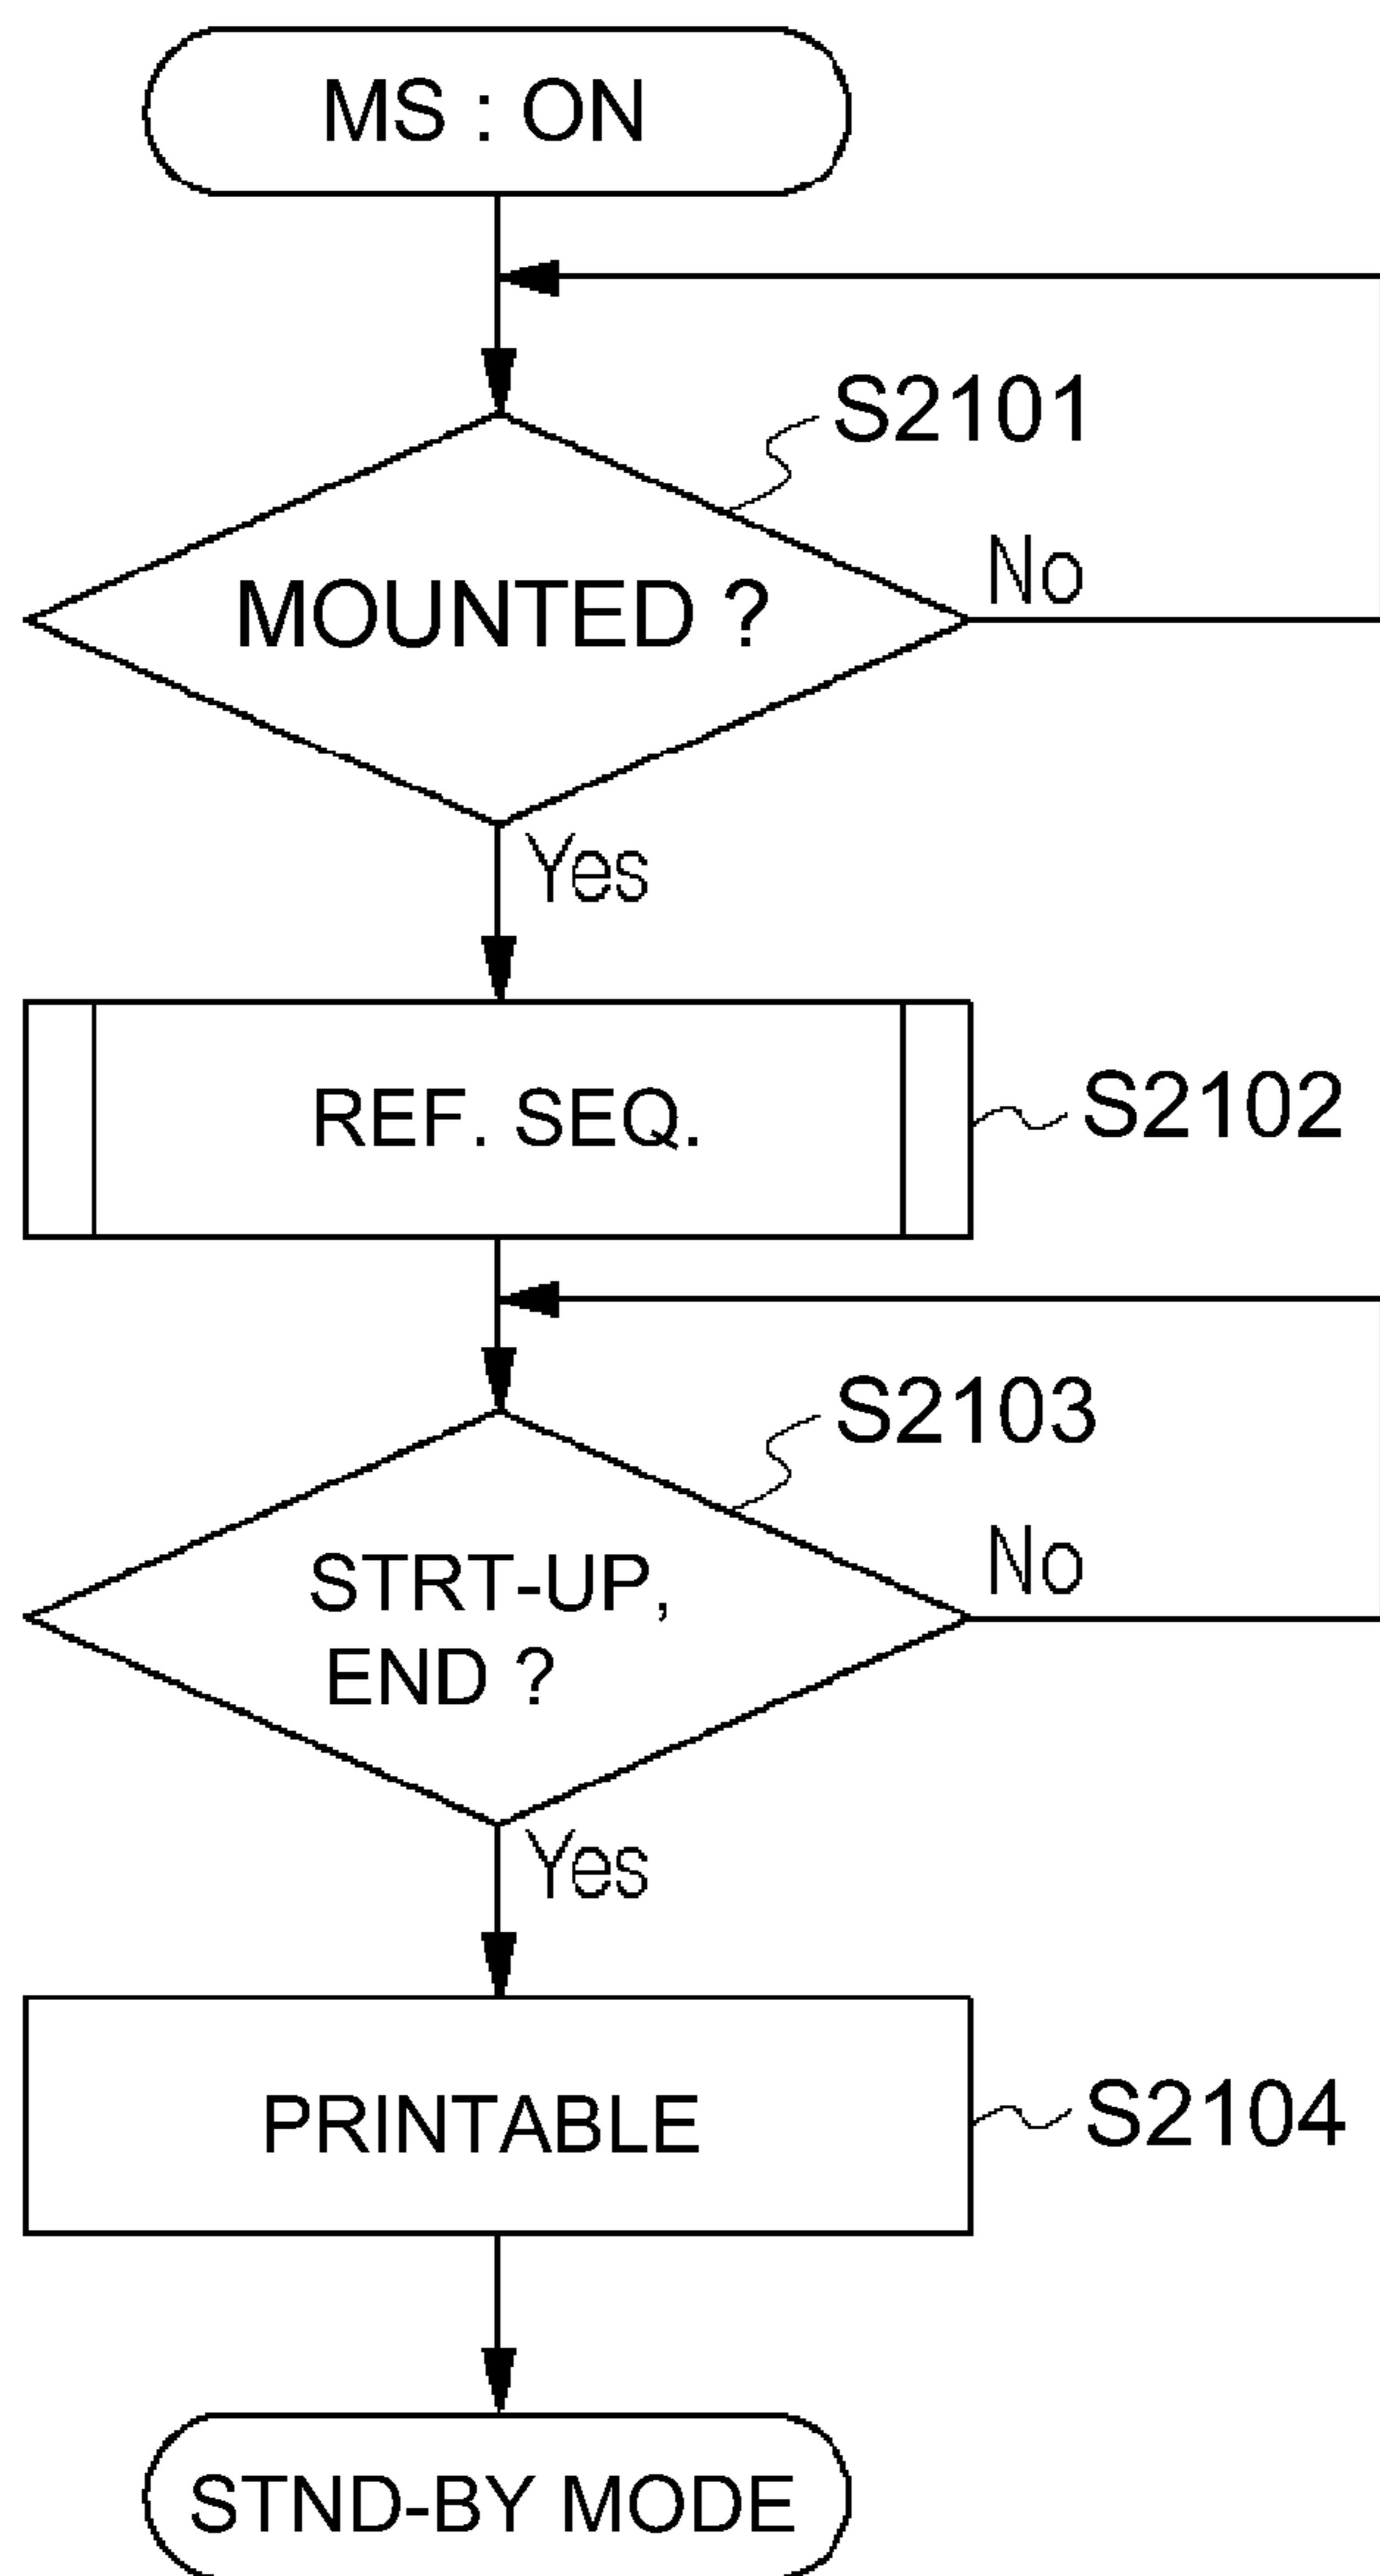 MS : ON
S2101
MOUNTED ?
No
Yes
REF. SEQ.
S2102
S2103
STRT-UP,
END ?
No
Yes
PRINTABLE
S2104
STND-BY MODE